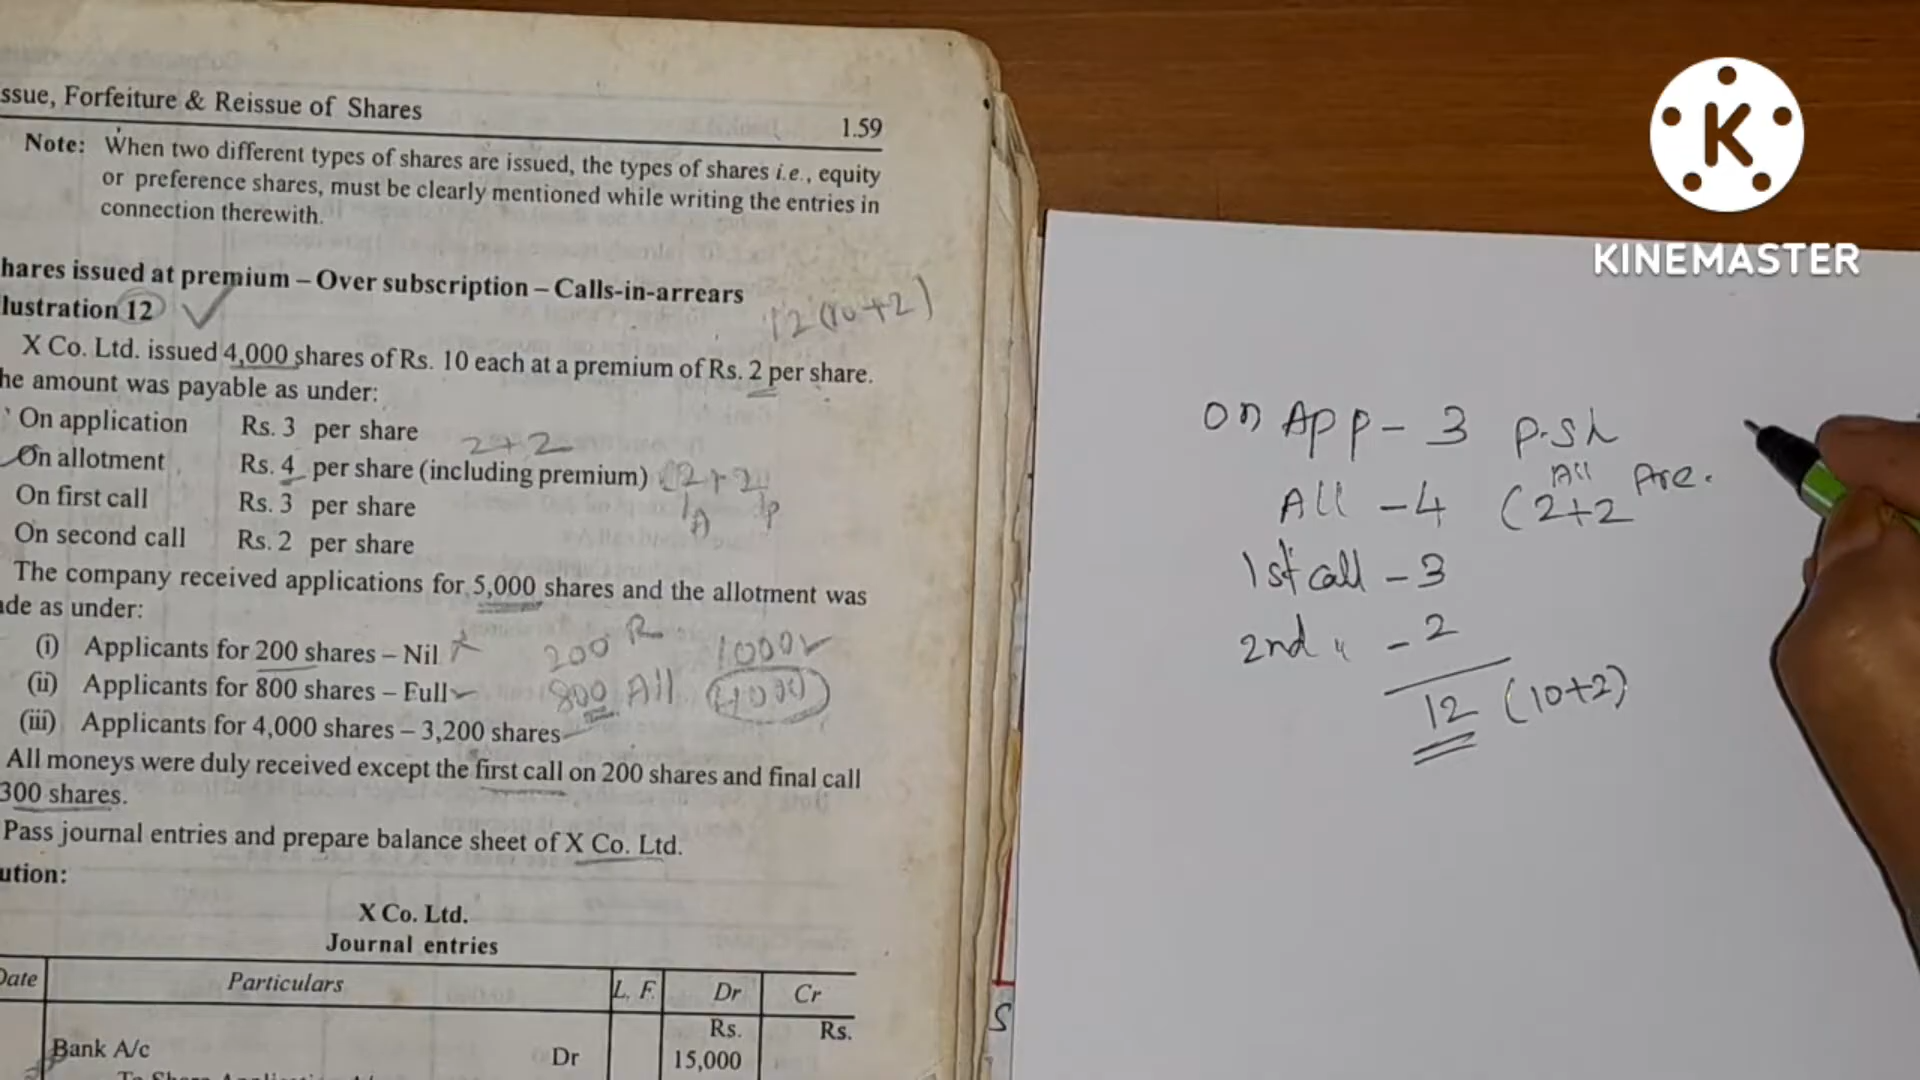 ssue, Forfeiture & Reissue of Shares
1.59
Note: When two different types of shares are issued, the types of shares i.e., equity
or preference shares, must be clearly mentioned while writing the entries in
connection therewith.
hares issued at premium – Over subscription – Calls-in-arrears
lustration 12
12 (10+2)
X Co. Ltd. issued 4,000 shares of Rs. 10 each at a premium of Rs. 2 per share.
he amount was payable as under:
On application Rs. 3 per share
2+2
On allotment Rs. 4 per share (including premium) (2+2
On first call Rs. 3 per share
On second call Rs. 2 per share
The company received applications for 5,000 shares and the allotment was
ade as under:
(i) Applicants for 200 shares – Nil 200 R 1000
(ii) Applicants for 800 shares – Full 800 All 4000
(iii) Applicants for 4,000 shares – 3,200 shares
All moneys were duly received except the first call on 200 shares and final call
300 shares.
Pass journal entries and prepare balance sheet of X Co. Ltd.
ution:
X Co. Ltd.
Journal entries
Date Particulars L. F. Dr Cr
Rs. Rs.
Bank A/c Dr 15,000
KINEMASTER
On App - 3 p.sh
All Pre.
All - 4 (2+2
1st call - 3
2nd " - 2
12 (10+2)
S